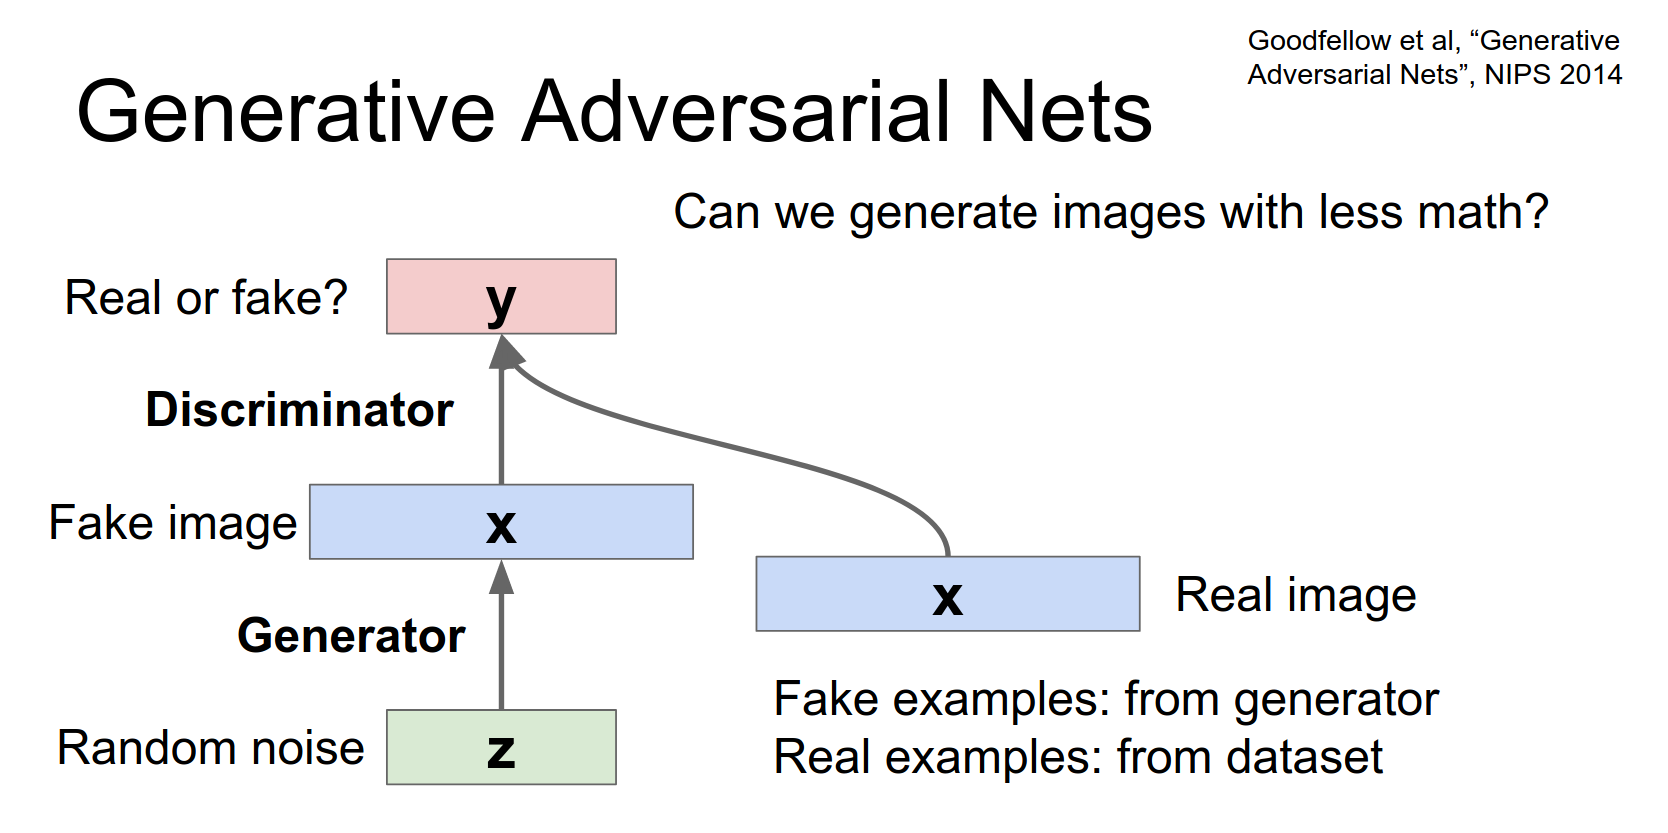 Goodfellow et al, “Generative
Adversarial Nets”, NIPS 2014
Generative Adversarial Nets
Can we generate images with less math?
Real or fake?
y
Discriminator
Fake image
x
x
Real image
Generator
Fake examples: from generator
Real examples: from dataset
Random noise
z